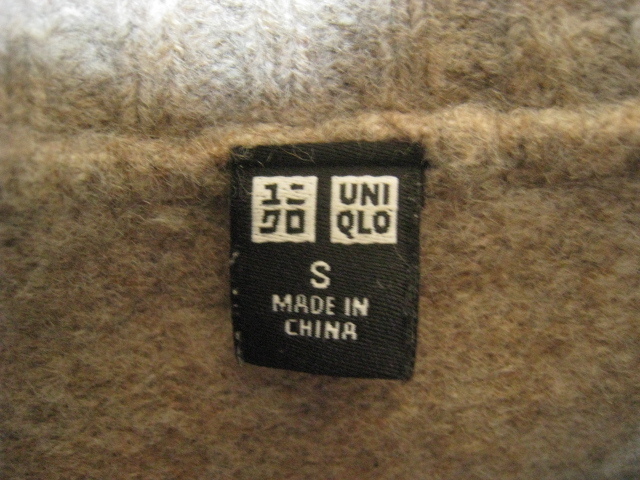 ユニ UNI
クロ QLO
S
MADE IN
CHINA